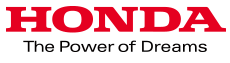 HONDA
The Power of Dreams